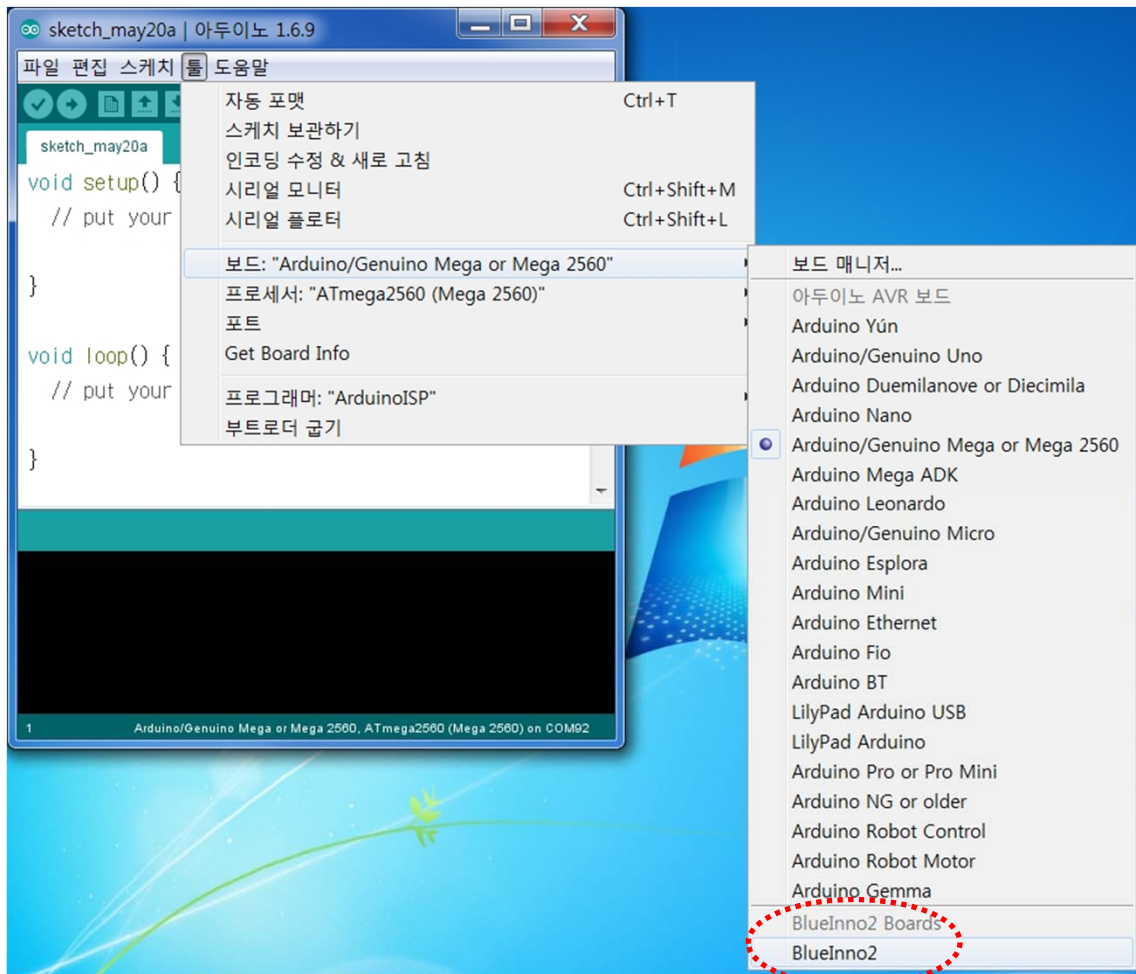 sketch_may20a | 아두이노 1.6.9
파일 편집 스케치 툴 도움말
sketch_may20a
void setup() {
// put your
}
void loop() {
// put your
}
자동 포맷 Ctrl+T
스케치 보관하기
인코딩 수정 & 새로 고침
시리얼 모니터 Ctrl+Shift+M
시리얼 플로터 Ctrl+Shift+L
보드: "Arduino/Genuino Mega or Mega 2560"
프로세서: "ATmega2560 (Mega 2560)"
포트
Get Board Info
프로그래머: "ArduinoISP"
부트로더 굽기
보드 매니저...
아두이노 AVR 보드
Arduino Yún
Arduino/Genuino Uno
Arduino Duemilanove or Diecimila
Arduino Nano
Arduino/Genuino Mega or Mega 2560
Arduino Mega ADK
Arduino Leonardo
Arduino/Genuino Micro
Arduino Esplora
Arduino Mini
Arduino Ethernet
Arduino Fio
Arduino BT
LilyPad Arduino USB
LilyPad Arduino
Arduino Pro or Pro Mini
Arduino NG or older
Arduino Robot Control
Arduino Robot Motor
Arduino Gemma
BlueInno2 Boards
BlueInno2
1 Arduino/Genuino Mega or Mega 2560, ATmega2560 (Mega 2560) on COM92